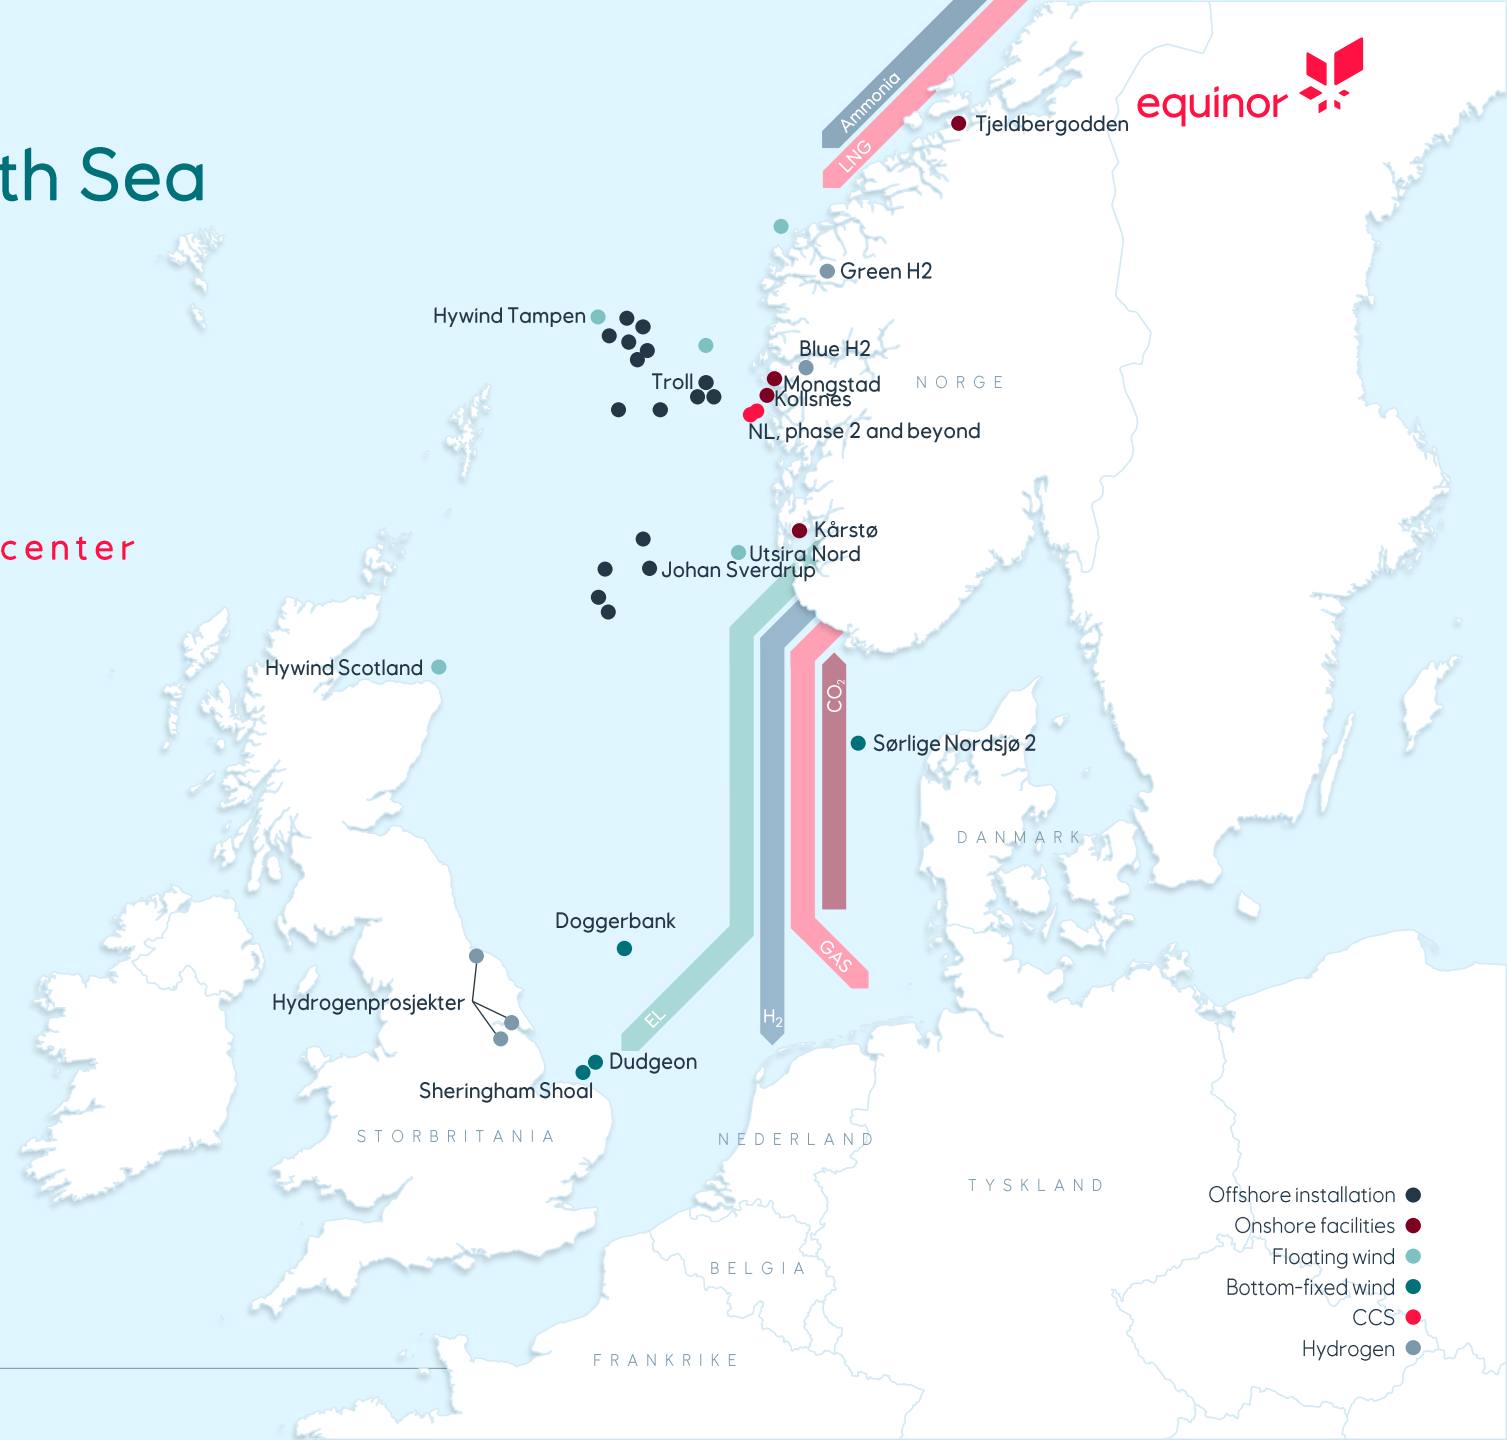 Ammonia
LNG
equinor
Tjeldbergodden
th Sea
Green H2
Hywind Tampen
Blue H2
Troll
Mongstad
Kollsnes
NORGE
NL, phase 2 and beyond
Kårstø
center
Utsira Nord
Johan Sverdrup
Hywind Scotland
CO₂
Sørlige Nordsjø 2
DANMARK
Doggerbank
GAS
Hydrogenprosjekter
EL
H₂
Dudgeon
Sheringham Shoal
STORBRITANIA
NEDERLAND
TYSKLAND
BELGIA
FRANKRIKE
Offshore installation
Onshore facilities
Floating wind
Bottom-fixed wind
CCS
Hydrogen